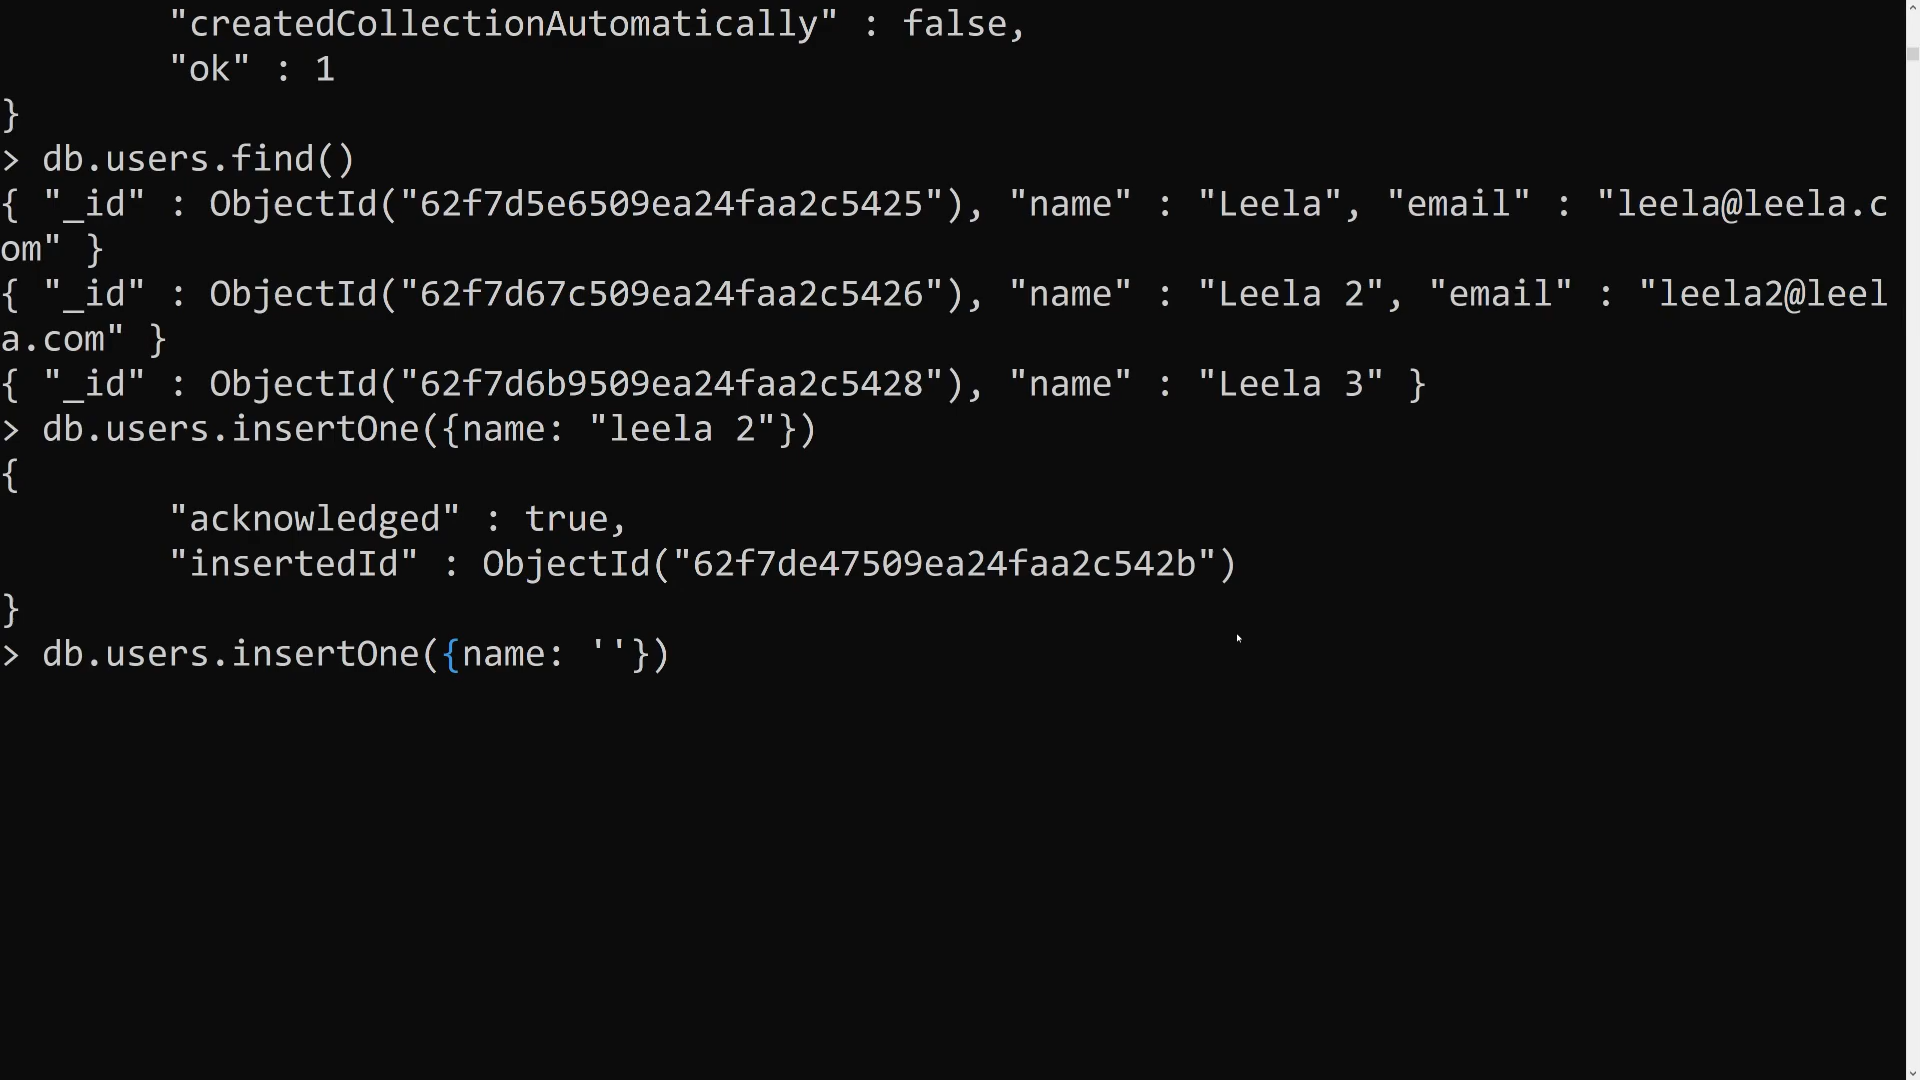 "createdCollectionAutomatically" : false,
"ok" : 1
}
> db.users.find()
{ "_id" : ObjectId("62f7d5e6509ea24faa2c5425"), "name" : "Leela", "email" : "leela@leela.c
om" }
{ "_id" : ObjectId("62f7d67c509ea24faa2c5426"), "name" : "Leela 2", "email" : "leela2@leel
a.com" }
{ "_id" : ObjectId("62f7d6b9509ea24faa2c5428"), "name" : "Leela 3" }
> db.users.insertOne({name: "leela 2"})
{
"acknowledged" : true,
"insertedId" : ObjectId("62f7de47509ea24faa2c542b")
}
> db.users.insertOne({name: ''})